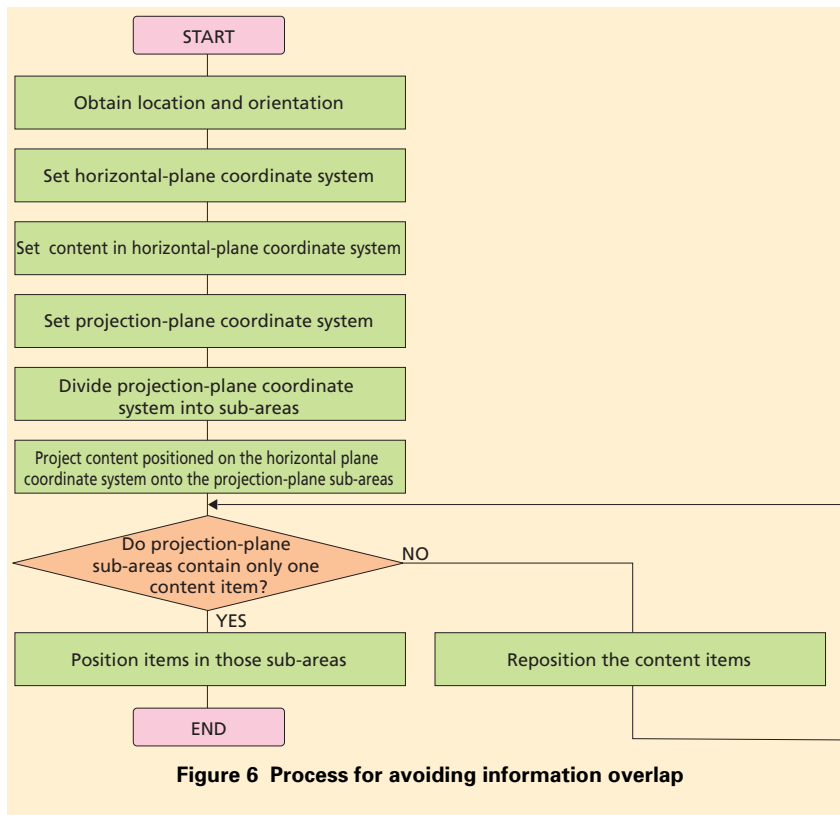 START
Obtain location and orientation
Set horizontal-plane coordinate system
Set content in horizontal-plane coordinate system
Set projection-plane coordinate system
Divide projection-plane coordinate
system into sub-areas
Project content positioned on the horizontal plane
coordinate system onto the projection-plane sub-areas
Do projection-plane
sub-areas contain only one
content item?
NO
YES
Position items in those sub-areas
Reposition the content items
END
Figure 6 Process for avoiding information overlap